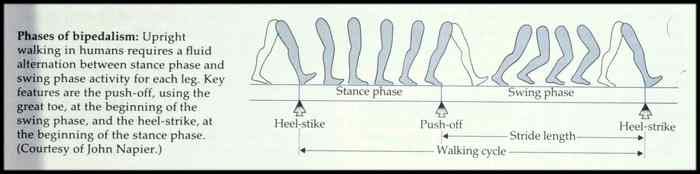 Phases of bipedalism: Upright
walking in humans requires a fluid
alternation between stance phase and
swing phase activity for each leg. Key
features are the push-off, using the
great toe, at the beginning of the
swing phase, and the heel-strike, at
the beginning of the stance phase.
(Courtesy of John Napier.)
Stance phase
Swing phase
Heel-stike
Push-off
Heel-strike
Stride length
Walking cycle